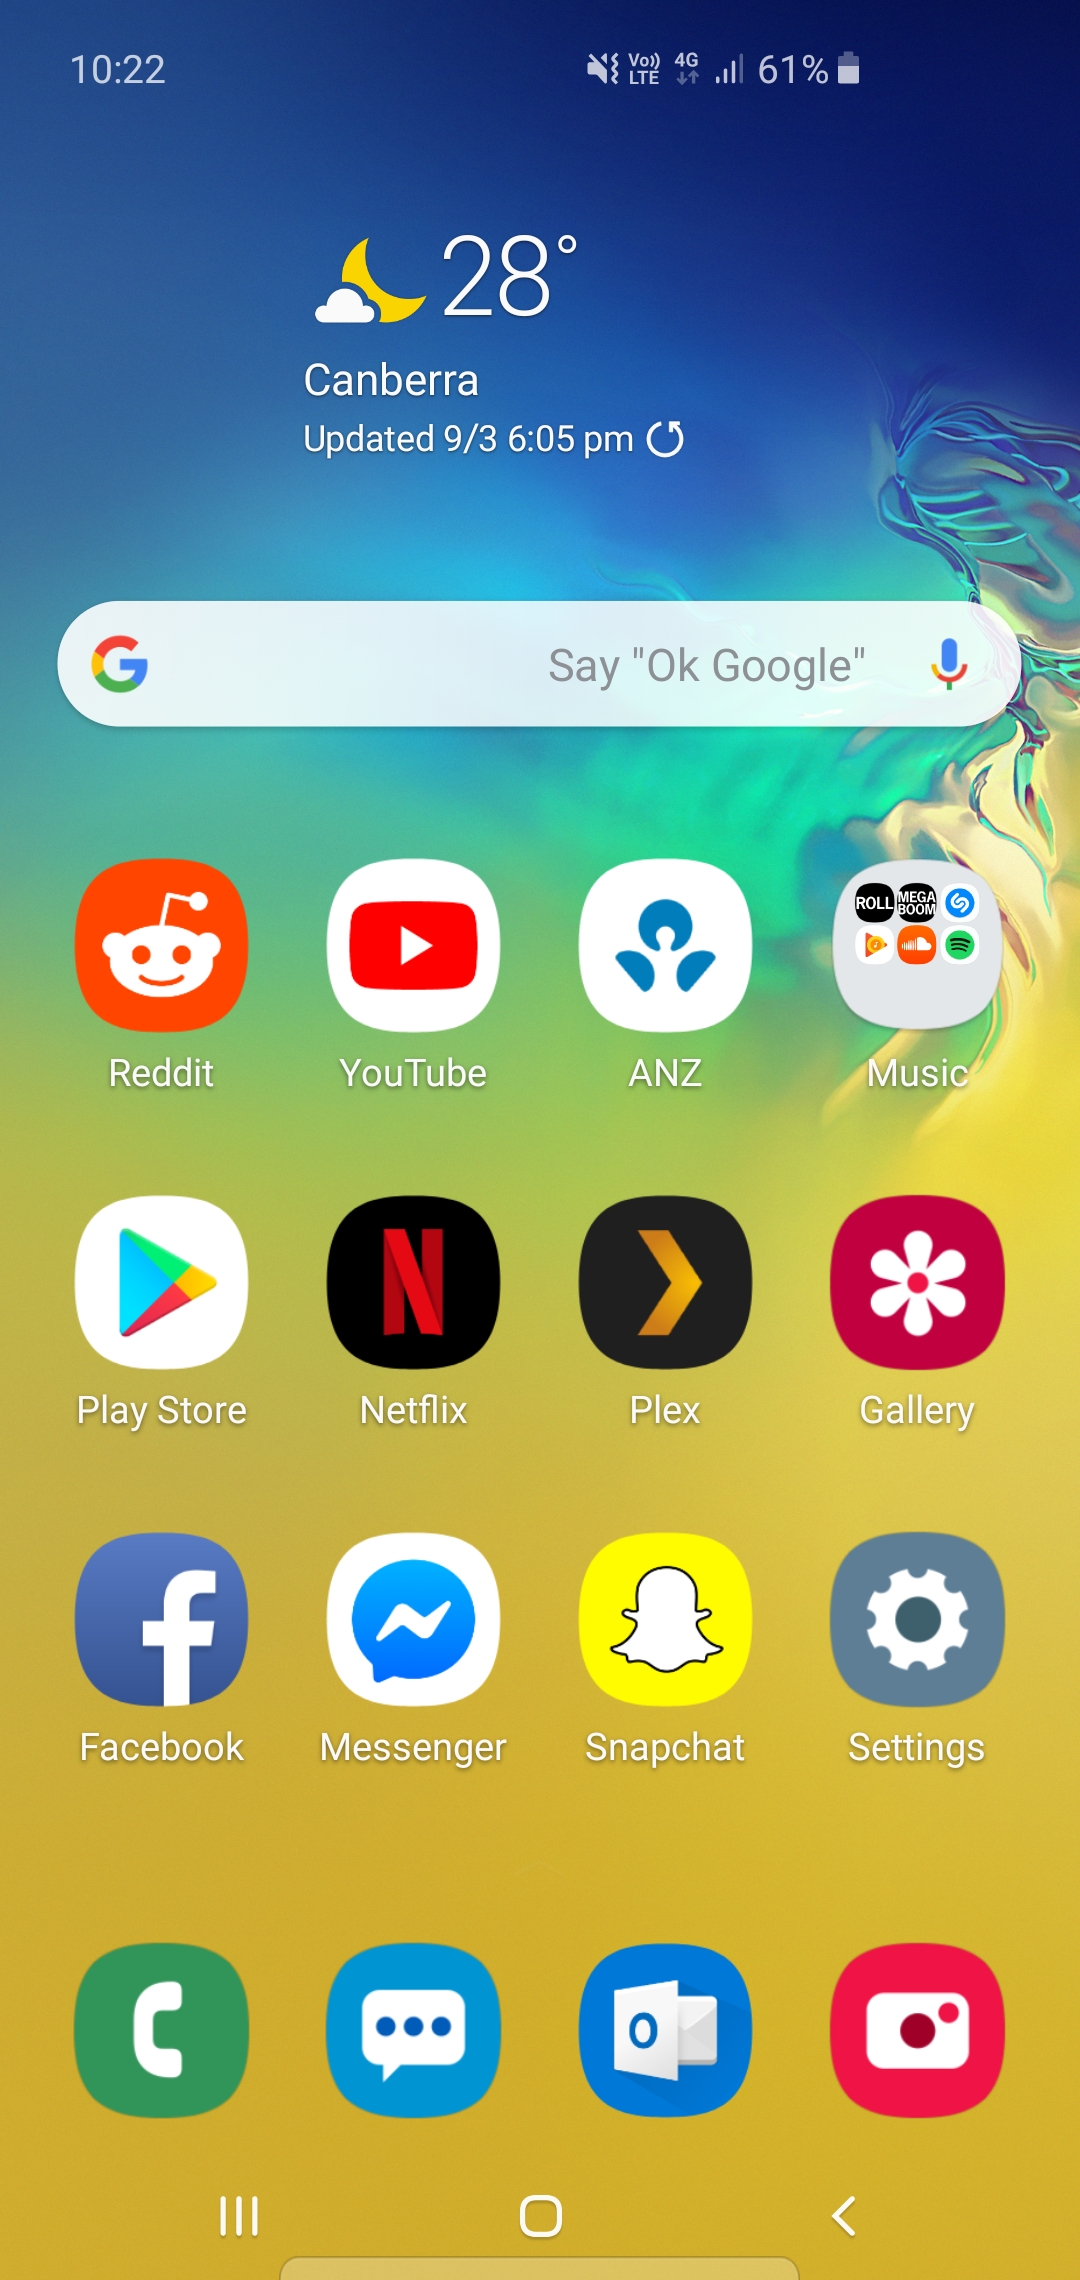 10:22
Vo)) LTE 4G 61%
28°
Canberra
Updated 9/3 6:05 pm
Say "Ok Google"
ROLL MEGA BOOM
Reddit YouTube ANZ Music
Play Store Netflix Plex Gallery
Facebook Messenger Snapchat Settings